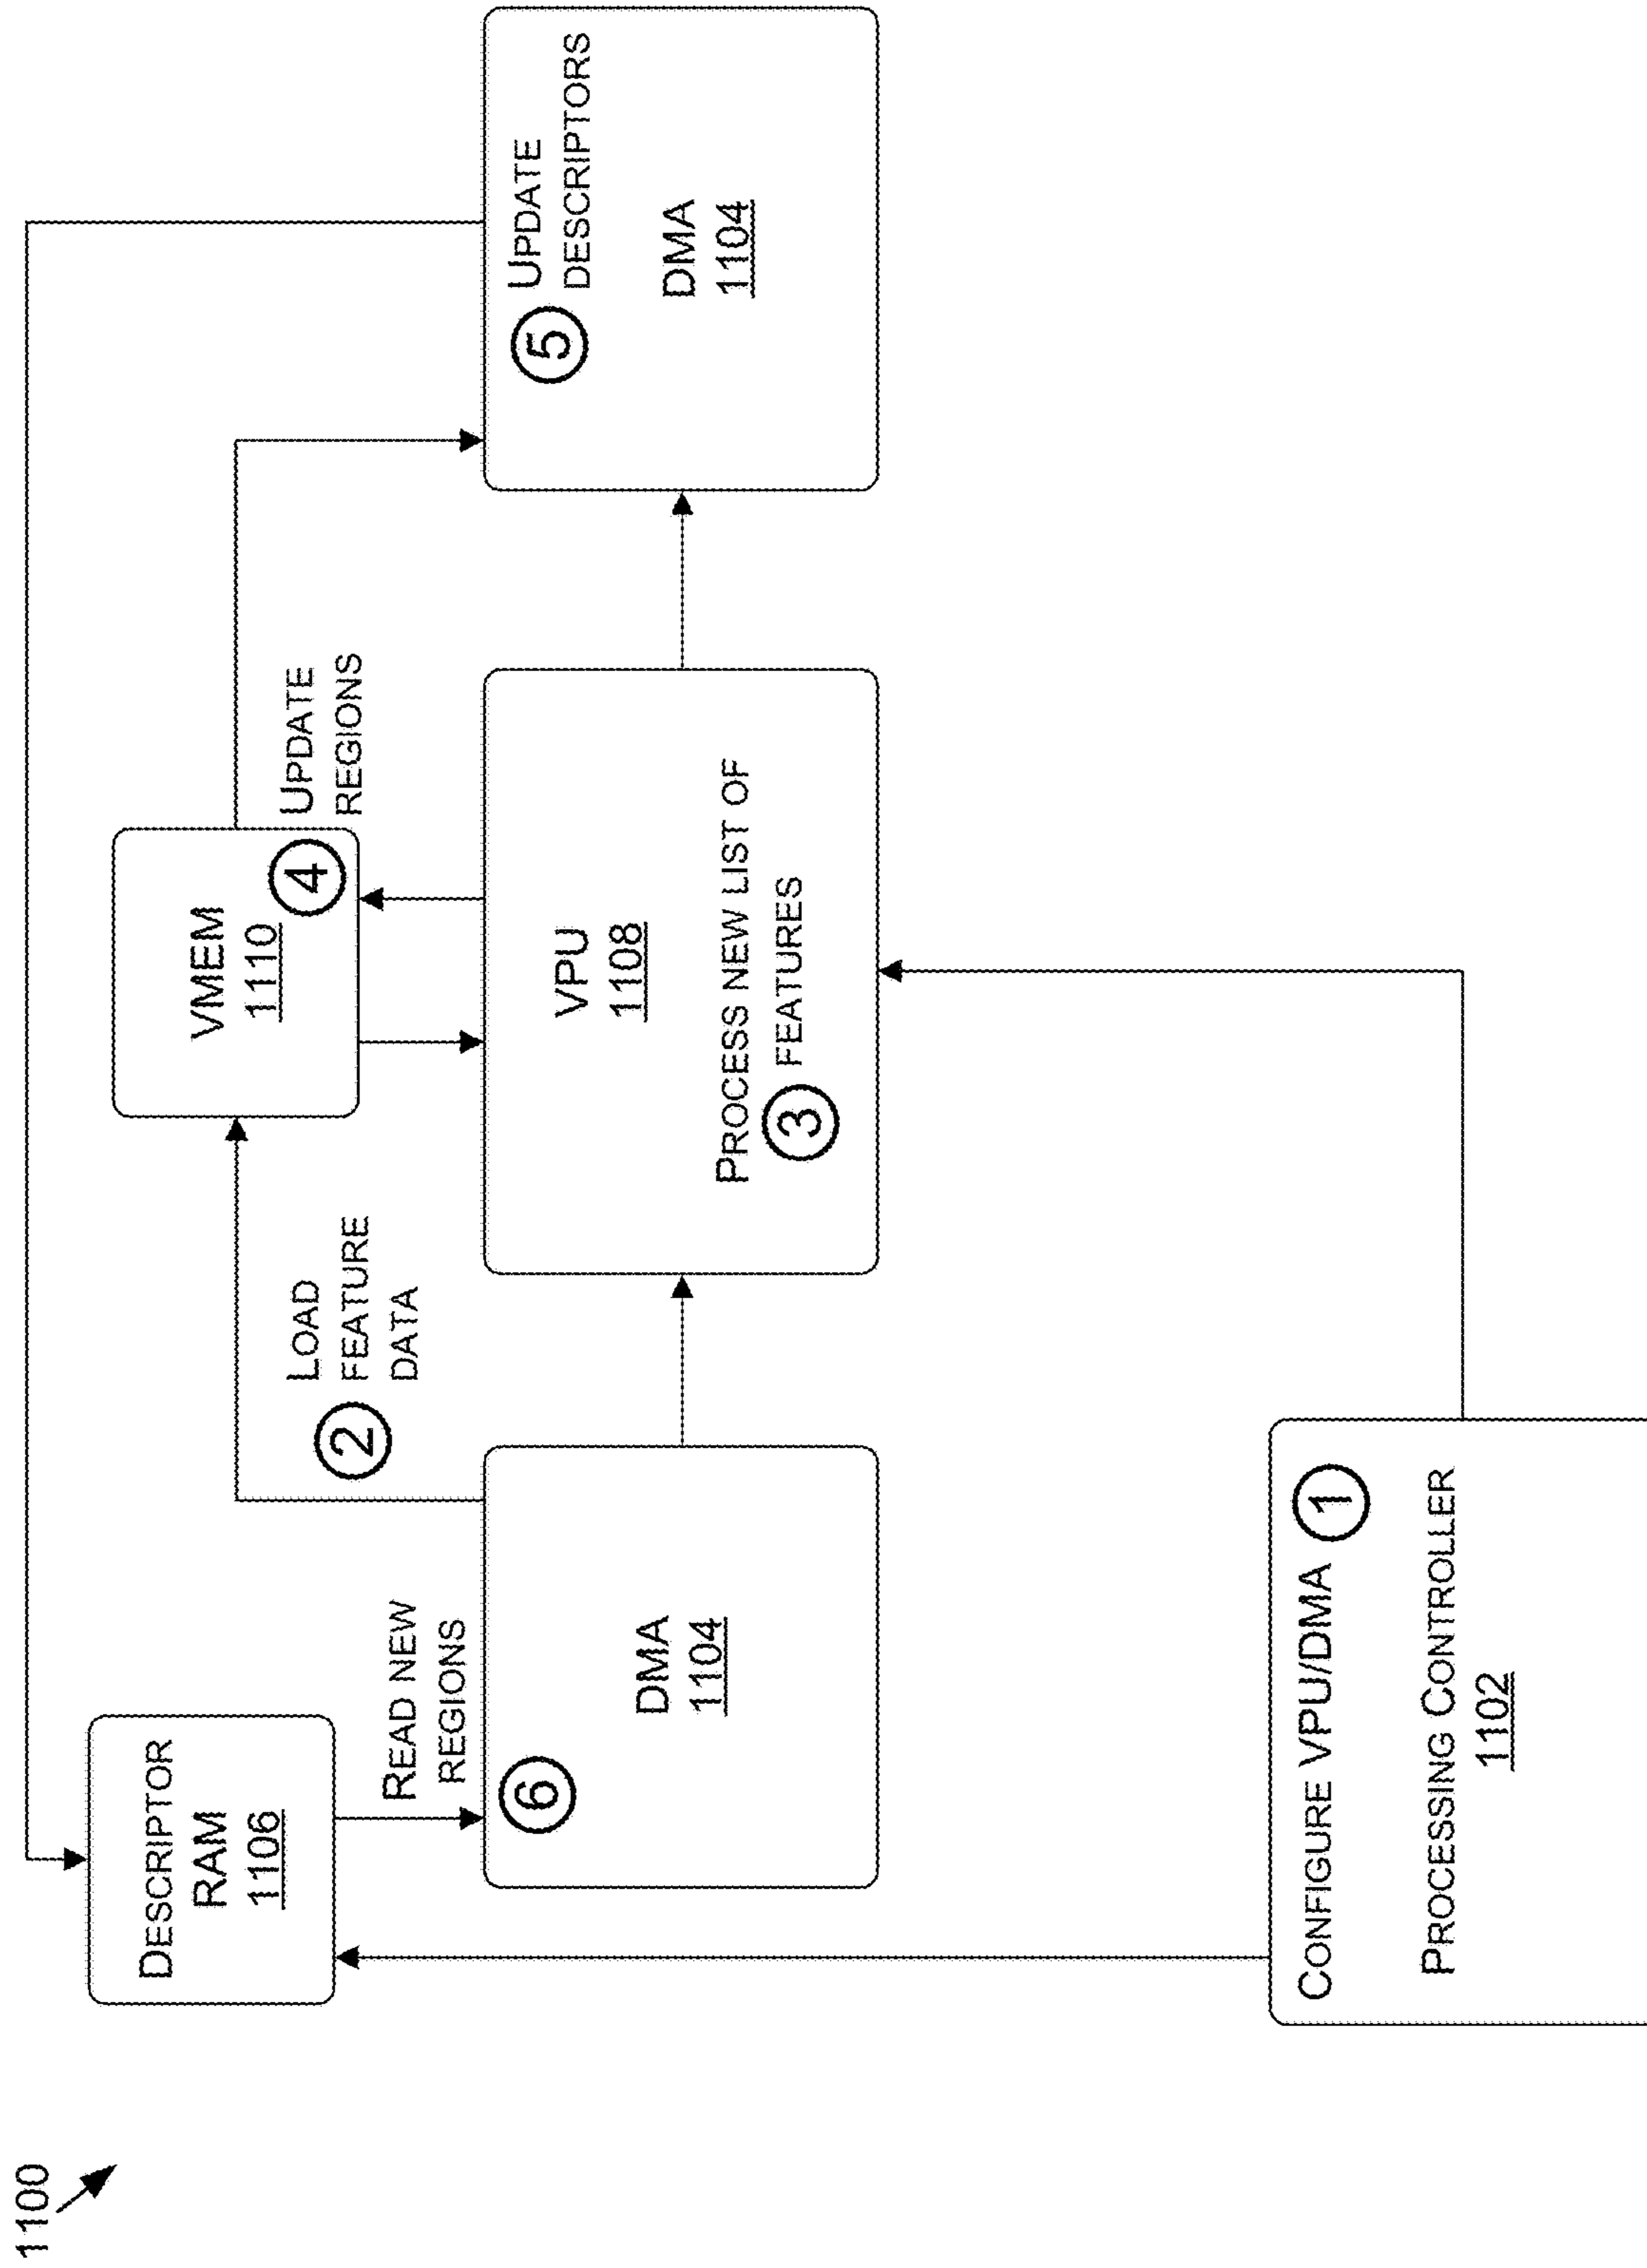 1100
DESCRIPTOR
RAM
1106
READ NEW
REGIONS
6
DMA
1104
2
LOAD
FEATURE
DATA
VMEM
1110
4
UPDATE
REGIONS
VPU
1108
PROCESS NEW LIST OF
3 FEATURES
5
UPDATE
DESCRIPTORS
DMA
1104
CONFIGURE VPU/DMA 1
PROCESSING CONTROLLER
1102